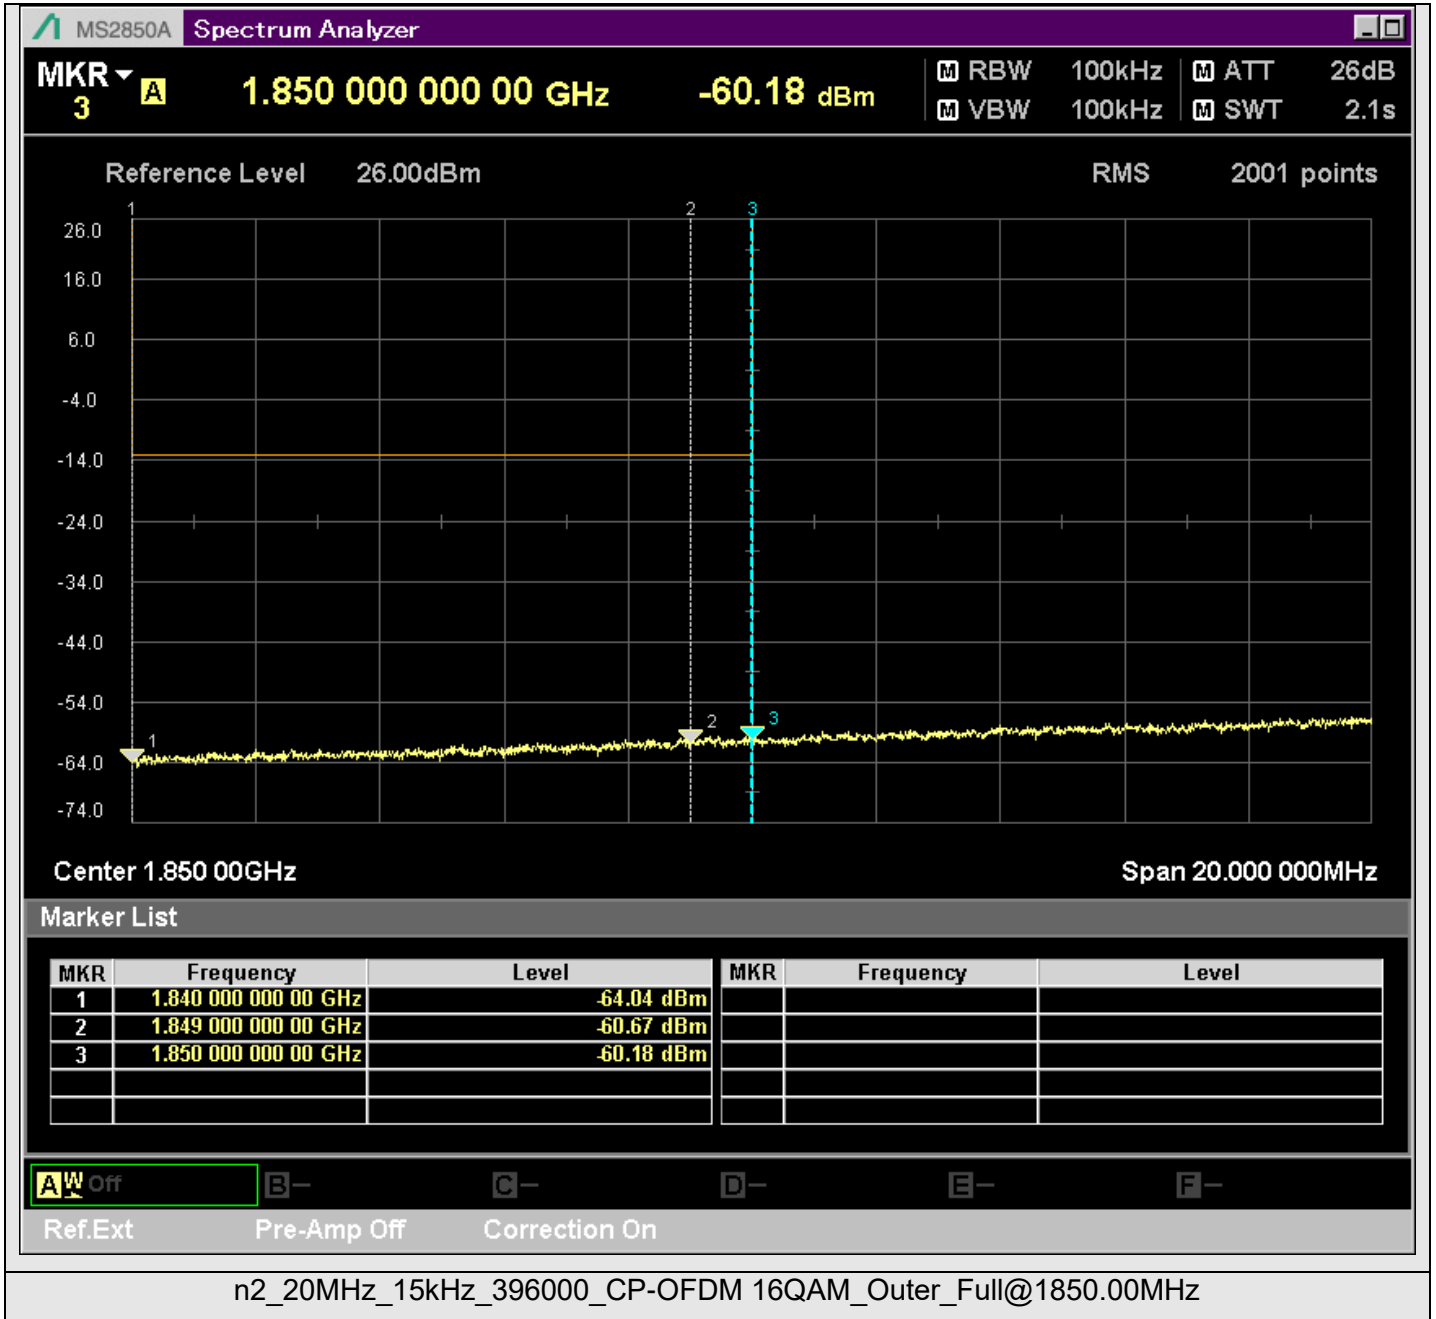 MS2850A Spectrum Analyzer
MKR 3 A 1.850 000 000 00 GHz -60.18 dBm
M RBW 100kHz M ATT 26dB
M VBW 100kHz M SWT 2.1s
Reference Level 26.00dBm RMS 2001 points
1 2 3
26.0
16.0
6.0
-4.0
-14.0
-24.0
-34.0
-44.0
-54.0
-64.0
-74.0
1 2 3
Center 1.850 00GHz Span 20.000 000MHz
Marker List
MKR Frequency Level MKR Frequency Level
1 1.840 000 000 00 GHz -64.04 dBm
2 1.849 000 000 00 GHz -60.67 dBm
3 1.850 000 000 00 GHz -60.18 dBm
A W Off B— C— D— E— F—
Ref.Ext Pre-Amp Off Correction On
n2_20MHz_15kHz_396000_CP-OFDM 16QAM_Outer_Full@1850.00MHz